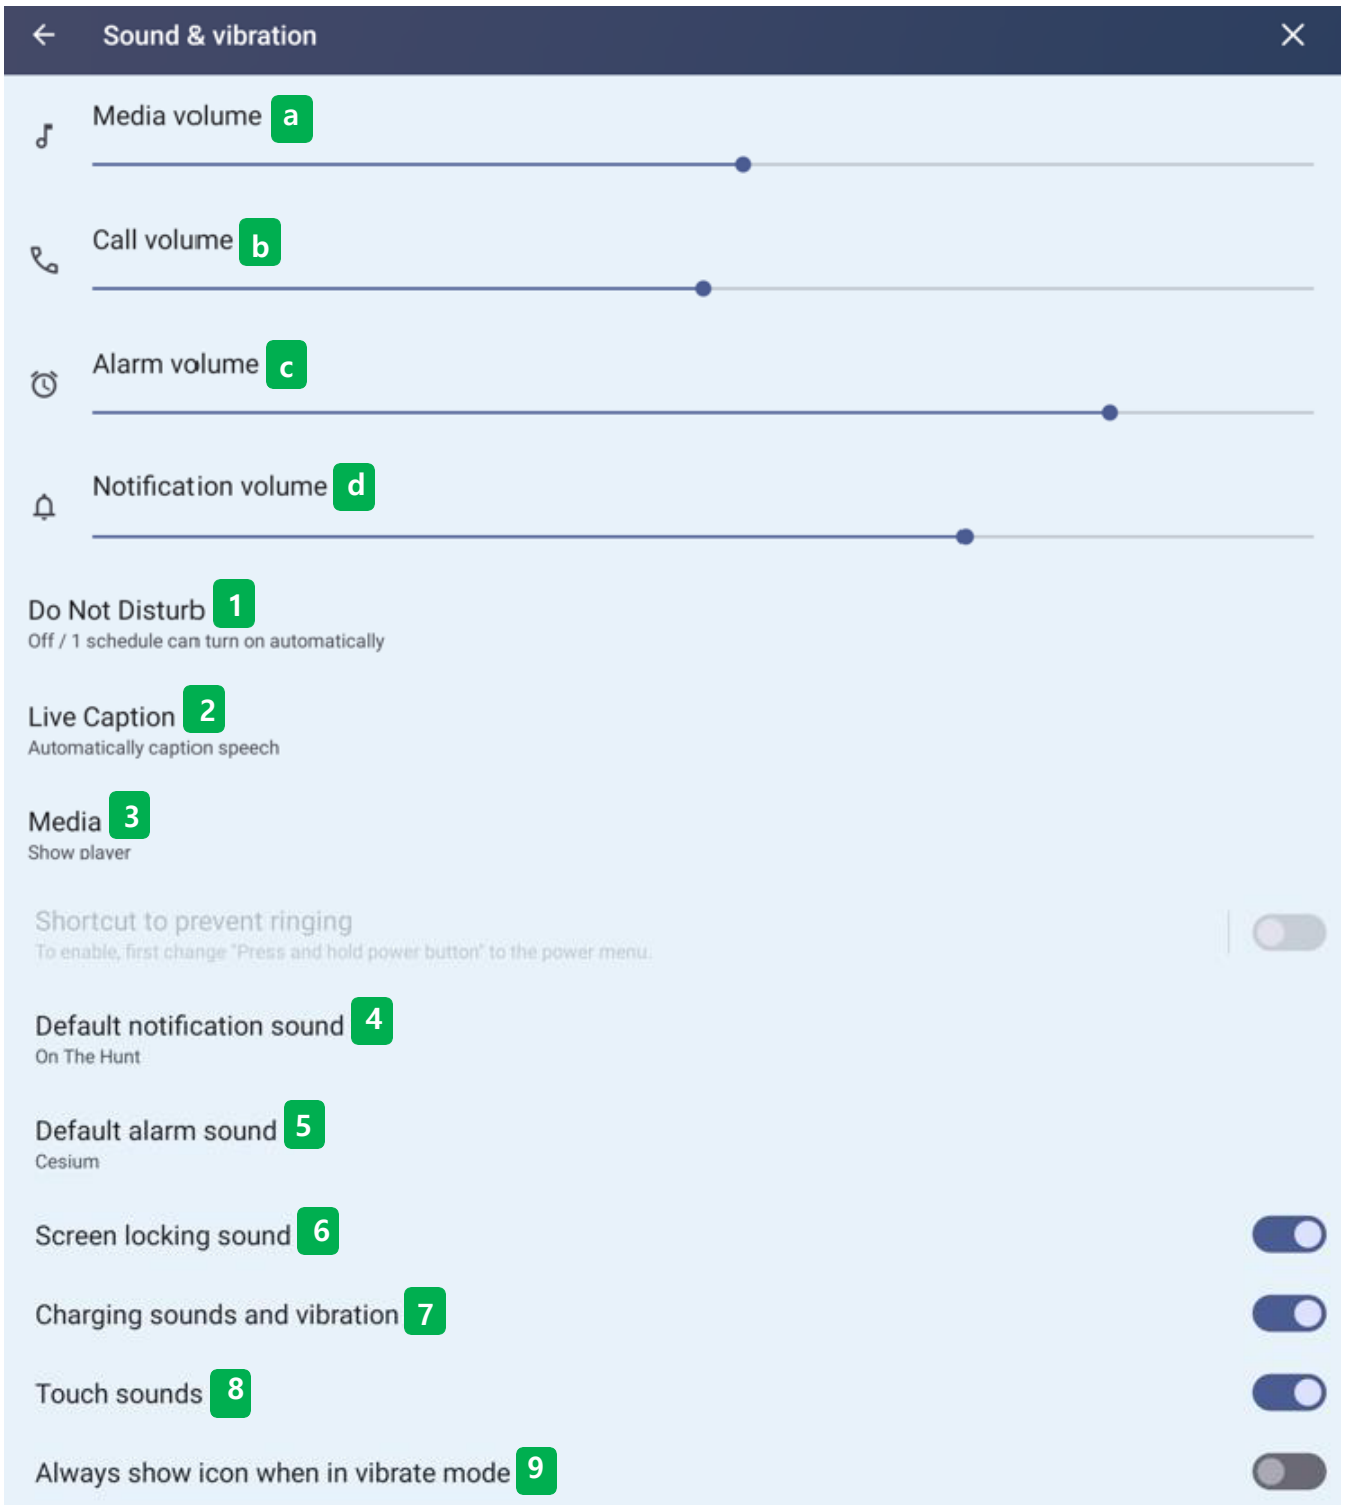 Sound & vibration
Media volume a
Call volume b
Alarm volume c
Notification volume d
Do Not Disturb 1
Off / 1 schedule can turn on automatically
Live Caption 2
Automatically caption speech
Media 3
Show player
Shortcut to prevent ringing
To enable, first change "Press and hold power button" to the power menu.
Default notification sound 4
On The Hunt
Default alarm sound 5
Cesium
Screen locking sound 6
Charging sounds and vibration 7
Touch sounds 8
Always show icon when in vibrate mode 9